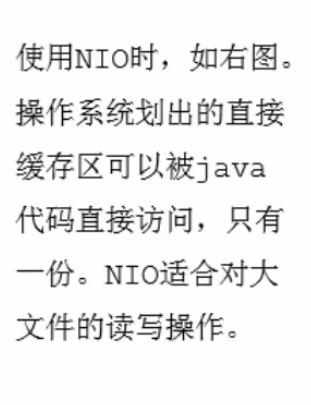 使用NIO时，如右图。
操作系统划出的直接
缓存区可以被java
代码直接访问，只有
一份。NIO适合对大
文件的读写操作。